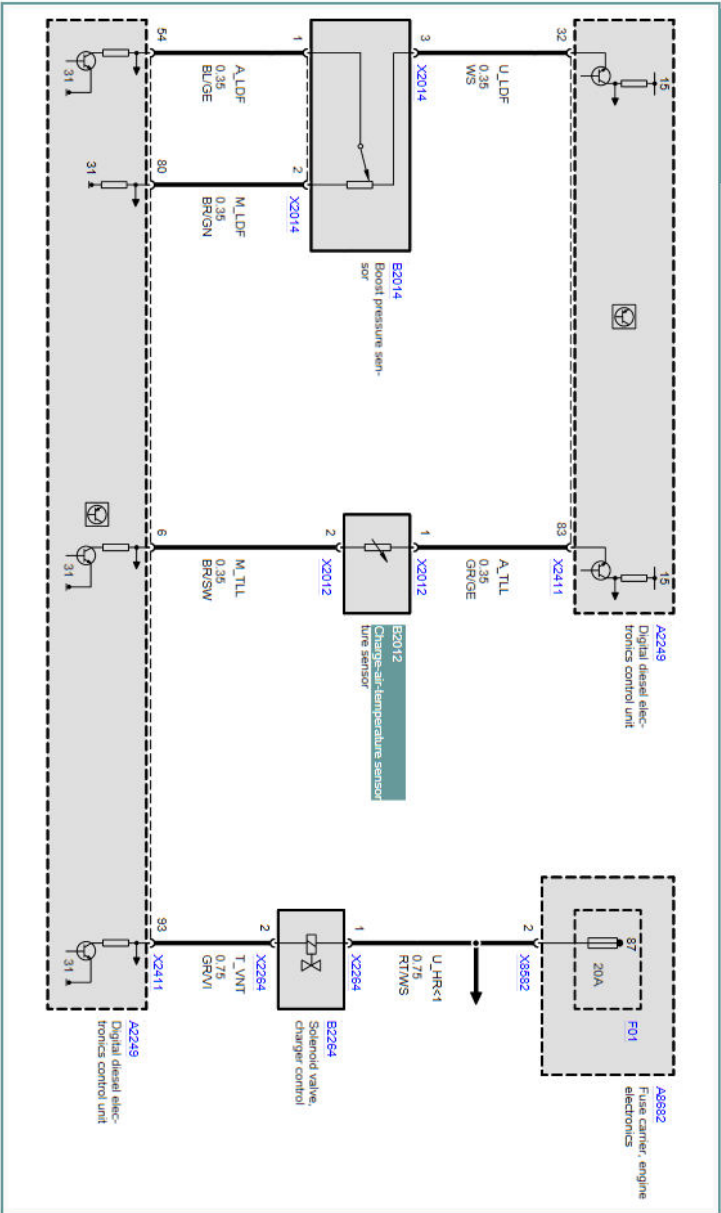 15
15
32
83
X2411
A2249
Digital diesel elec-
tronics control unit
U_LDF
0.35
WS
A_TLL
0.35
GR/GE
3
X2014
1
X2012
B2014
Boost pressure sen-
sor
B2012
Charge-air-temperature sensor
ture sensor
1
2
X2014
2
X2012
A_LDF
0.35
BL/GE
M_LDF
0.35
BR/GN
M_TLL
0.35
BR/SW
54
80
6
31
31
31
A8682
Fuse carrier, engine
electronics
F01
87
20A
2
X8582
U_HR<1
0.75
RT/WS
1
X2264
B2264
Solenoid valve,
charger control
2
X2264
T_VNT
0.75
GR/VI
93
X2411
31
A2249
Digital diesel elec-
tronics control unit